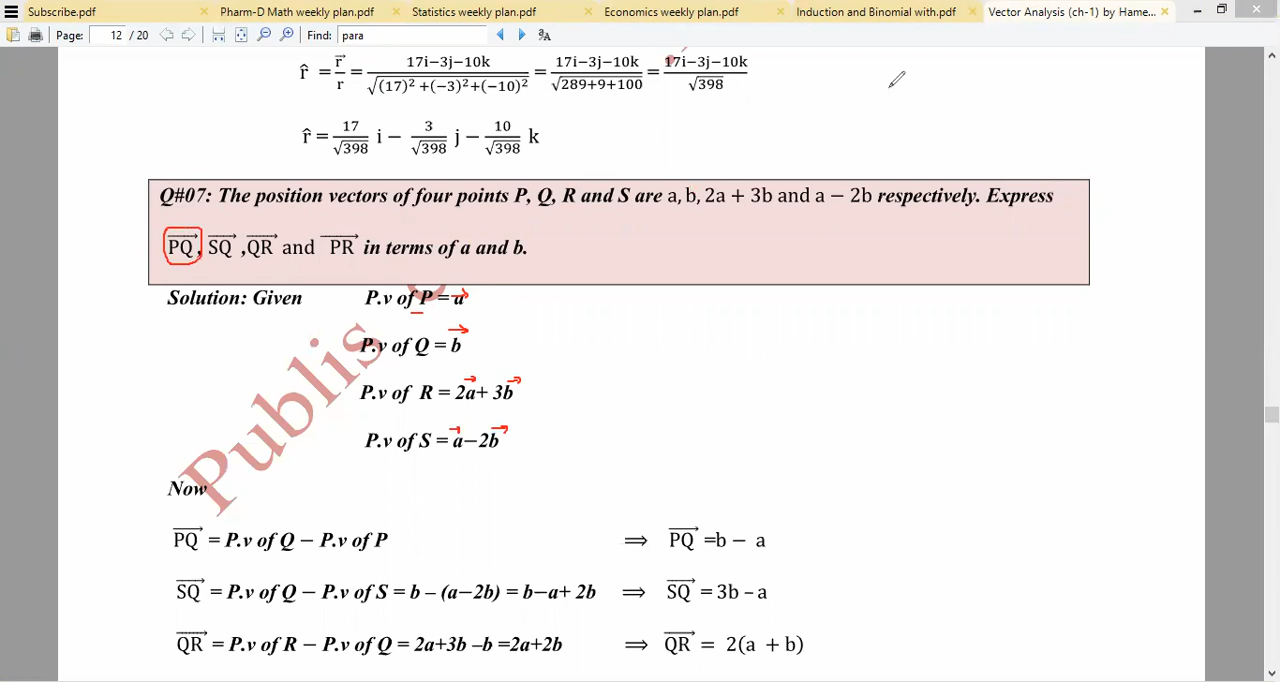 Subscribe.pdf × Pharm-D Math weekly plan.pdf × Statistics weekly plan.pdf × Economics weekly plan.pdf × Induction and Binomial with.pdf × Vector Analysis (ch-1) by Hame... ×
Page: 12 / 20 Find: para
r̂ = r⃗/r = 17i−3j−10k/√((17)² +(−3)²+(−10)²) = 17i−3j−10k/√(289+9+100) = 17i−3j−10k/√398
r̂ = 17/√398 i − 3/√398 j − 10/√398 k
Q#07: The position vectors of four points P, Q, R and S are a, b, 2a + 3b and a − 2b respectively. Express
PQ⃗, SQ⃗ ,QR⃗ and PR⃗ in terms of a and b.
Solution: Given P.v of P = a⃗
P.v of Q = b⃗
P.v of R = 2a⃗+ 3b⃗
P.v of S = a⃗−2b⃗
Publis
Now
PQ⃗ = P.v of Q − P.v of P ⟹ PQ⃗ =b − a
SQ⃗ = P.v of Q − P.v of S = b – (a−2b) = b−a+ 2b ⟹ SQ⃗ = 3b – a
QR⃗ = P.v of R − P.v of Q = 2a+3b –b =2a+2b ⟹ QR⃗ = 2(a + b)